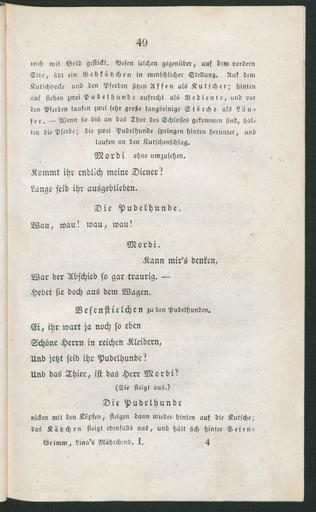 49
reich mit Gold gestickt. Besen ielchen gegenüber, auf dem vordern
Sitze, sitzt ein Behkätzchen in menschlicher Stellung. Auf dem
Kutschbocke und den Pferden sitzen Affen als Kutscher; hinten
auf stehen zwei Pudelhunde aufrecht als Bediente, und vor
den Pferden laufen zwei sehr große langbeinige Störche als Läu-
fer. — Wenn sie bis an das Thor des Schlosses gekommen sind, hal-
ten die Pferde; die zwei Pudelhunde springen hinten herunter, und
laufen an den Kutschenschlag.
Mordi ohne umzusehen.
Kommt ihr endlich meine Diener?
Lange seid ihr ausgeblieben.
Die Pudelhunde.
Wau, wau! wau, wau!
Mordi.
Kann mir's denken,
War der Abschied so gar traurig. —
Hebet sie doch aus dem Wagen.
Besenstielchen zu den Pudelhunden.
Ei, ihr wart ja noch so eben
Schöne Herrn in reichen Kleidern,
Und jetzt seid ihr Pudelhunde?
Und das Thier, ist das Herr Mordi?
(Sie steigt aus.)
Die Pudelhunde
nicken mit den Köpfen, steigen dann wieder hinten auf die Kutsche;
das Kätzchen steigt ebenfalls aus, und hält sich hinter Besen-
Grimm, Lina's Mährchenb. I. 4